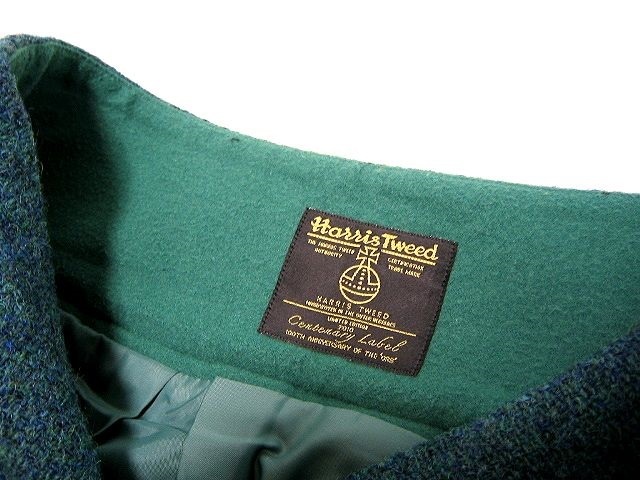 Harris Tweed
THE HARRIS TWEED
AUTHORITY
CERTIFICATION
TRADE MARK
HARRIS TWEED
HANDWOVEN IN THE OUTER HEBRIDES
LIMITED EDITION
2010
Centenary Label
100TH ANNIVERSARY OF THE "ORB"